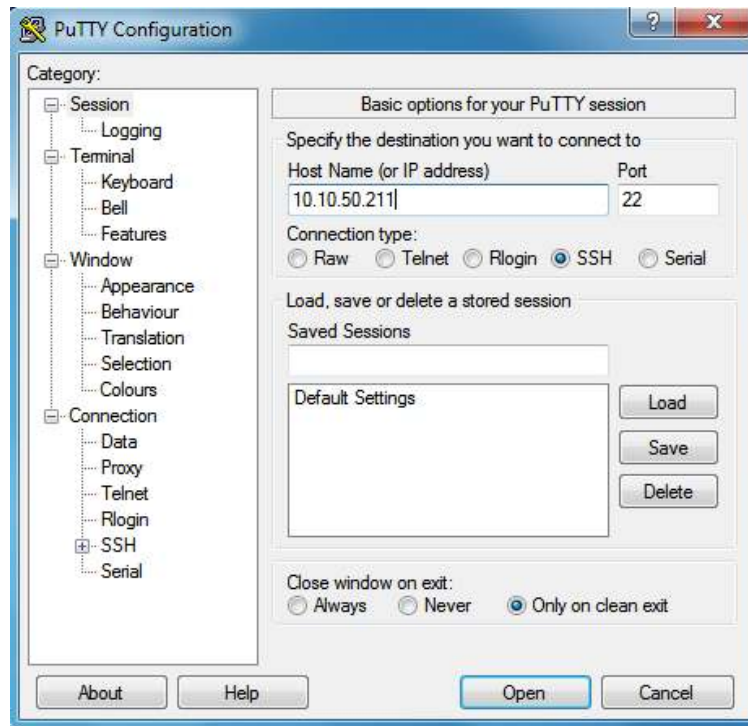 PuTTY Configuration
? X
Category:
Session
Logging
Terminal
Keyboard
Bell
Features
Window
Appearance
Behaviour
Translation
Selection
Colours
Connection
Data
Proxy
Telnet
Rlogin
SSH
Serial
Basic options for your PuTTY session
Specify the destination you want to connect to
Host Name (or IP address) Port
10.10.50.211 22
Connection type:
Raw Telnet Rlogin SSH Serial
Load, save or delete a stored session
Saved Sessions
Default Settings
Load
Save
Delete
Close window on exit:
Always Never Only on clean exit
About Help Open Cancel